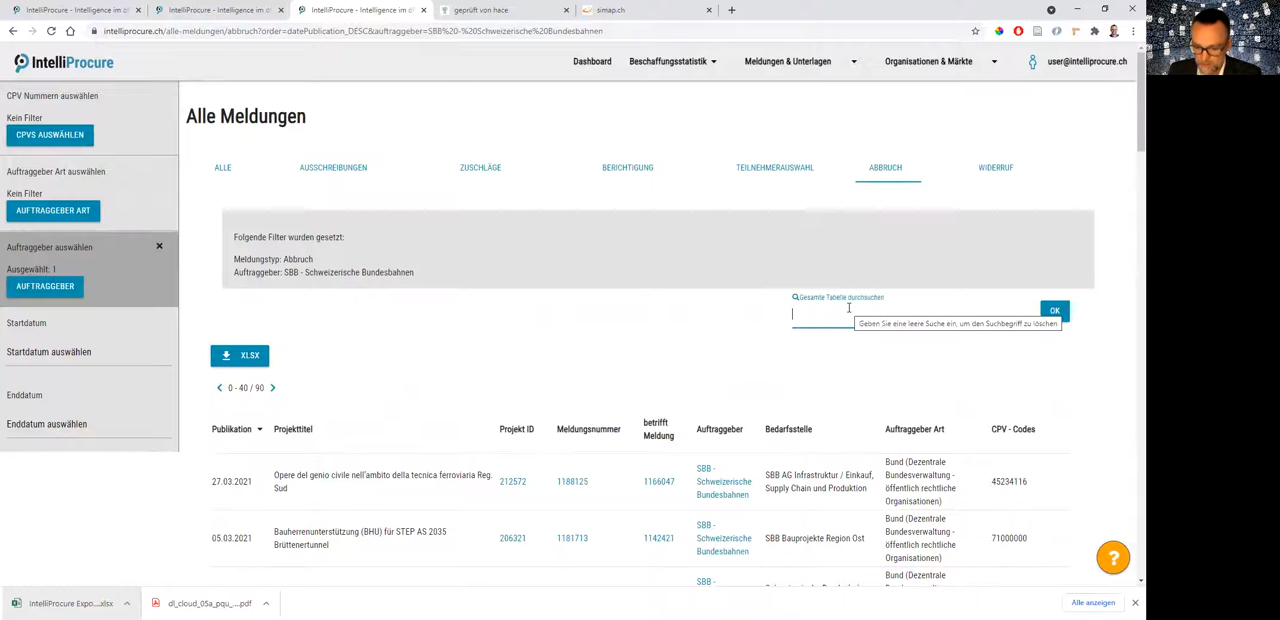 IntelliProcure - Intelligence im d
IntelliProcure - Intelligence im d
IntelliProcure - Intelligence im d
geprüft von hace
simap.ch
intelliprocure.ch/alle-meldungen/abbruch?order=datePublication_DESC&auftraggeber=SBB%20-%20Schweizerische%20Bundesbahnen
IntelliProcure
Dashboard
Beschaffungsstatistik
Meldungen & Unterlagen
Organisationen & Märkte
user@intelliprocure.ch
CPV Nummern auswählen
Kein Filter
CPVS AUSWÄHLEN
Auftraggeber Art auswählen
Kein Filter
AUFTRAGGEBER ART
Auftraggeber auswählen
Ausgewählt: 1
AUFTRAGGEBER
Startdatum
Startdatum auswählen
Enddatum
Enddatum auswählen
Alle Meldungen
ALLE
AUSSCHREIBUNGEN
ZUSCHLÄGE
BERICHTIGUNG
TEILNEHMERAUSWAHL
ABBRUCH
WIDERRUF
Folgende Filter wurden gesetzt:
Meldungstyp: Abbruch
Auftraggeber: SBB - Schweizerische Bundesbahnen
Gesamte Tabelle durchsuchen
OK
Geben Sie eine leere Suche ein, um den Suchbegriff zu löschen
XLSX
0 - 40 / 90
Publikation
Projekttitel
Projekt ID
Meldungsnummer
betrifft
Meldung
Auftraggeber
Bedarfsstelle
Auftraggeber Art
CPV - Codes
27.03.2021
Opere del genio civile nell'ambito della tecnica ferroviaria Reg.
Sud
212572
1188125
1166047
SBB -
Schweizerische
Bundesbahnen
SBB AG Infrastruktur / Einkauf,
Supply Chain und Produktion
Bund (Dezentrale
Bundesverwaltung -
öffentlich rechtliche
Organisationen)
45234116
05.03.2021
Bauherrenunterstützung (BHU) für STEP AS 2035
Brüttenertunnel
206321
1181713
1142421
SBB -
Schweizerische
Bundesbahnen
SBB Bauprojekte Region Ost
Bund (Dezentrale
Bundesverwaltung -
öffentlich rechtliche
Organisationen)
71000000
SBB -
Bund (Dezentrale
?
IntelliProcure Expo....xlsx
dl_cloud_05a_pqu_....pdf
Alle anzeigen